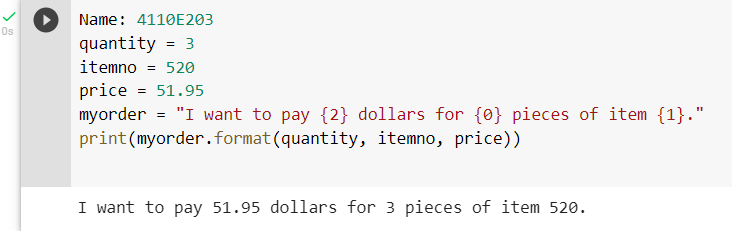 Name: 4110E203
0s
quantity = 3
itemno = 520
price = 51.95
myorder = "I want to pay {2} dollars for {0} pieces of item {1}."
print(myorder.format(quantity, itemno, price))
I want to pay 51.95 dollars for 3 pieces of item 520.